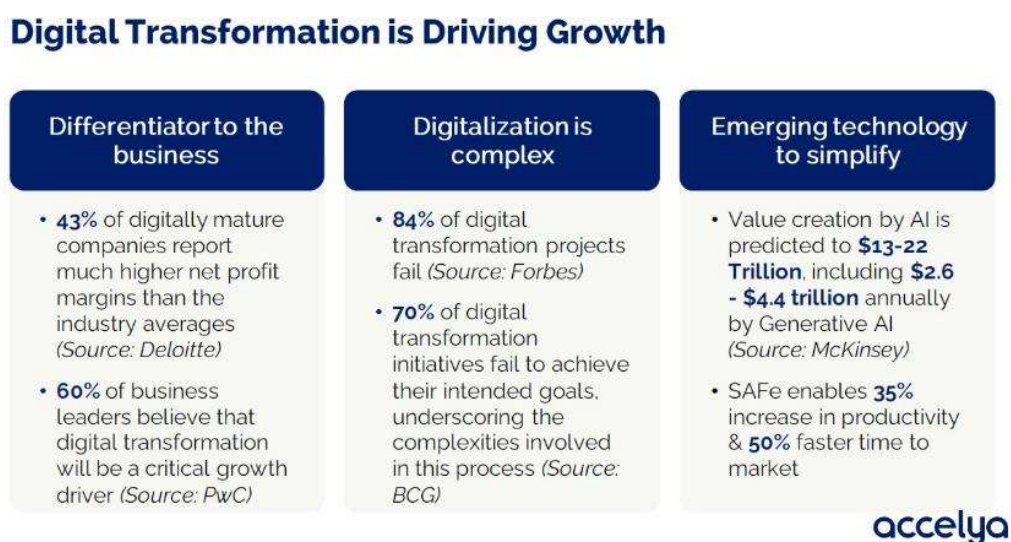 Digital Transformation is Driving Growth
Differentiator to the
business
• 43% of digitally mature
companies report
much higher net profit
margins than the
industry averages
(Source: Deloitte)
• 60% of business
leaders believe that
digital transformation
will be a critical growth
driver (Source: PwC)
Digitalization is
complex
• 84% of digital
transformation projects
fail (Source: Forbes)
• 70% of digital
transformation
initiatives fail to achieve
their intended goals,
underscoring the
complexities involved
in this process (Source:
BCG)
Emerging technology
to simplify
• Value creation by AI is
predicted to $13-22
Trillion, including $2.6
- $4.4 trillion annually
by Generative AI
(Source: McKinsey)
• SAFe enables 35%
increase in productivity
& 50% faster time to
market
accelya